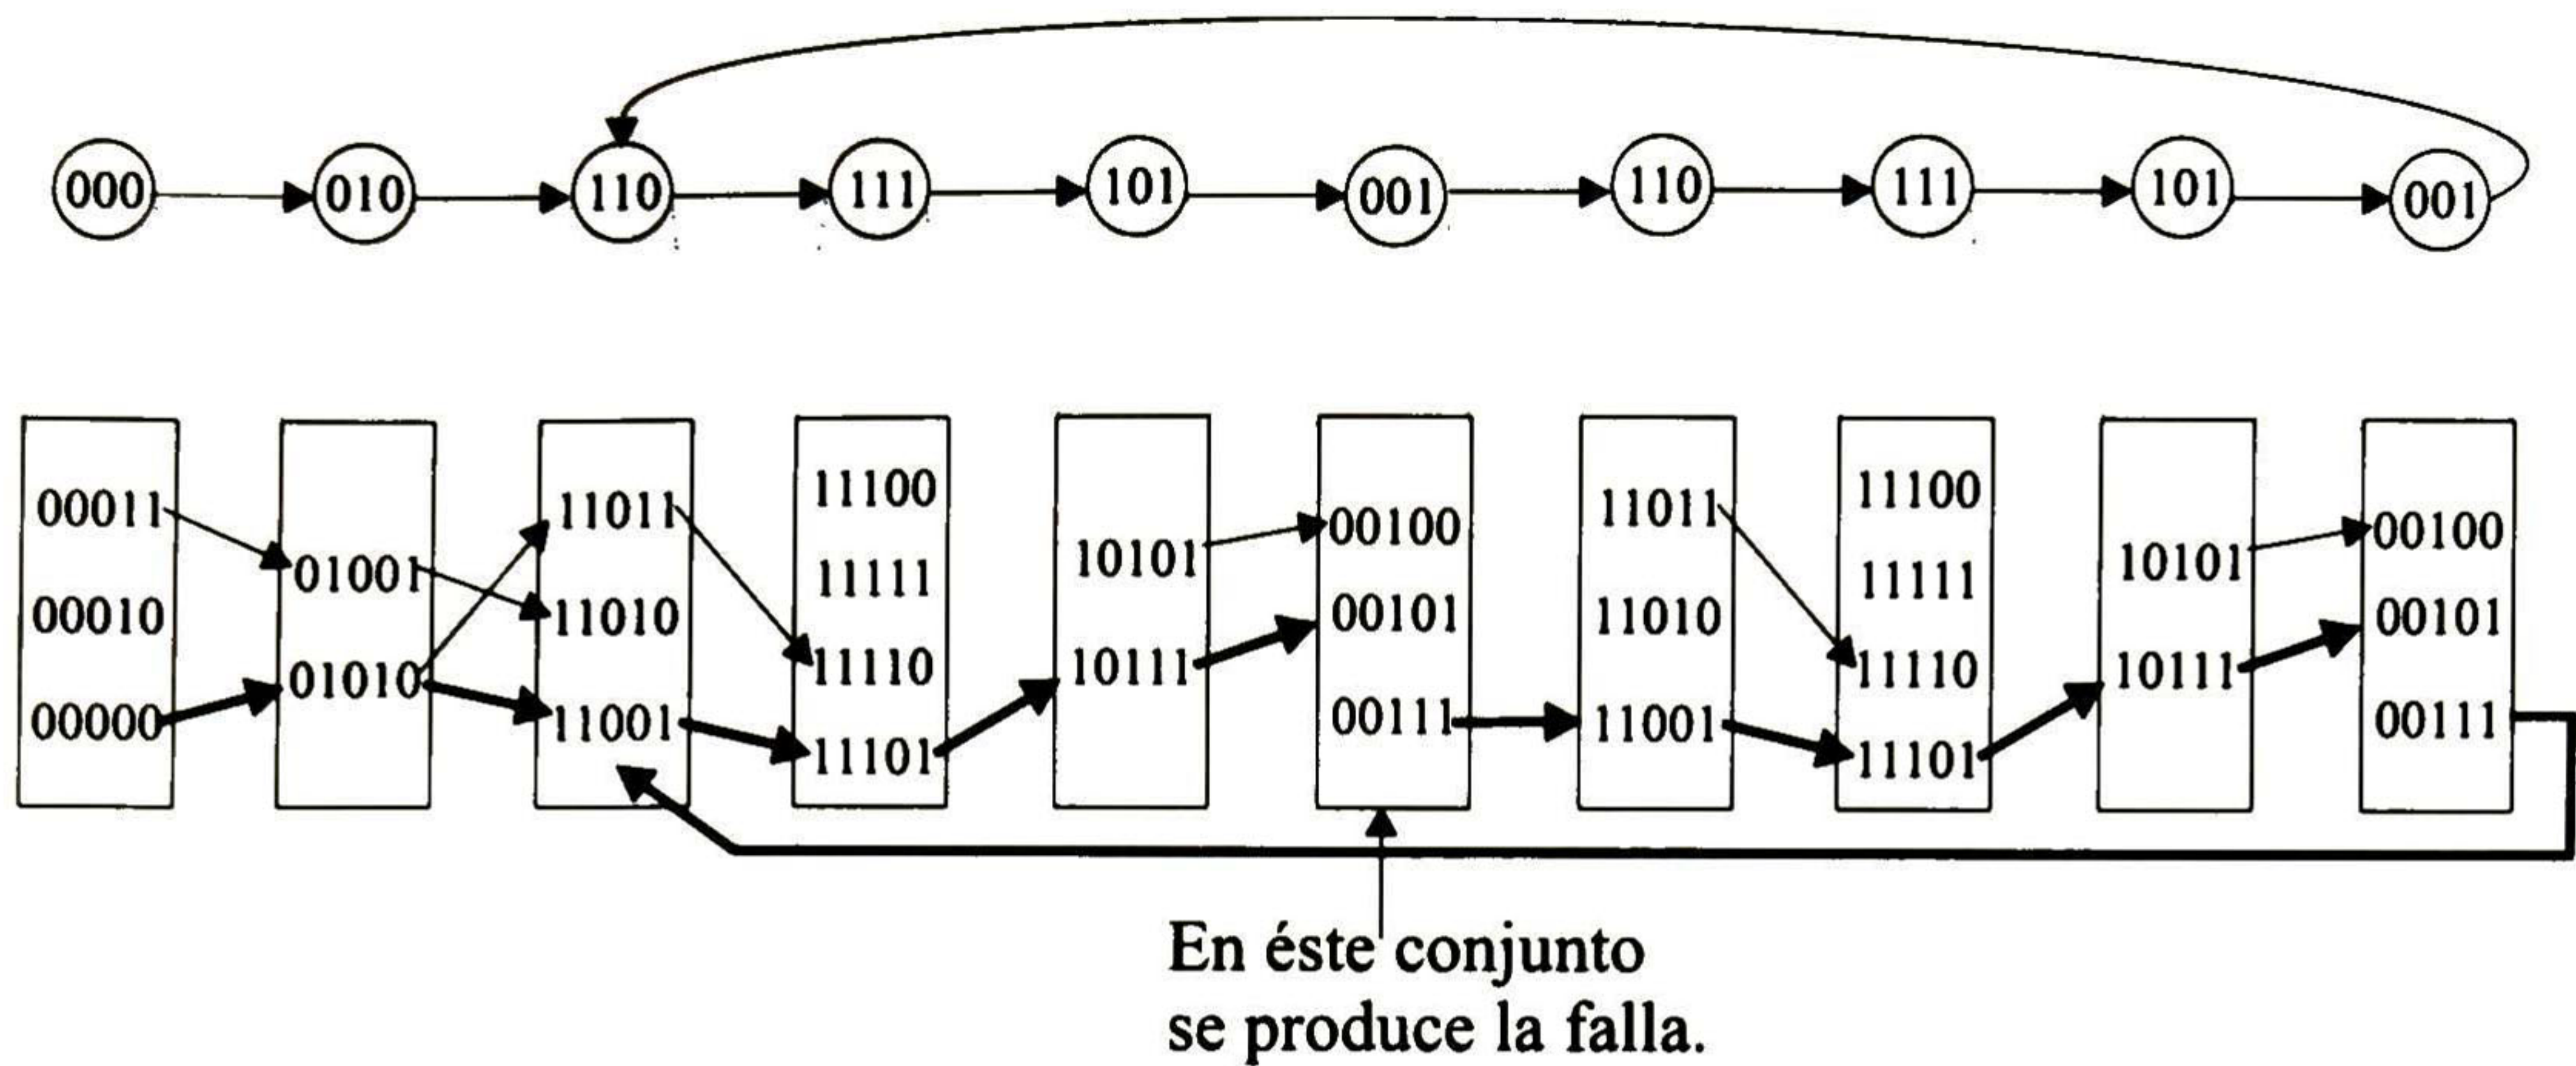 000 010 110 111 101 001 110 111 101 001
00011 01001 11011 11100 10101 00100 11011 11100 10101 00100
00010 01010 11010 11111 10111 00101 11010 11111 10111 00101
00000 11001 11110 00111 11001 11110 00111
11101 11101
En éste conjunto
se produce la falla.